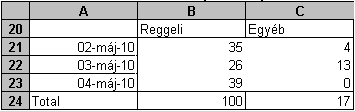 A B C
20 Reggeli Egyéb
21 02-máj-10 35 4
22 03-máj-10 26 13
23 04-máj-10 39 0
24 Total 100 17